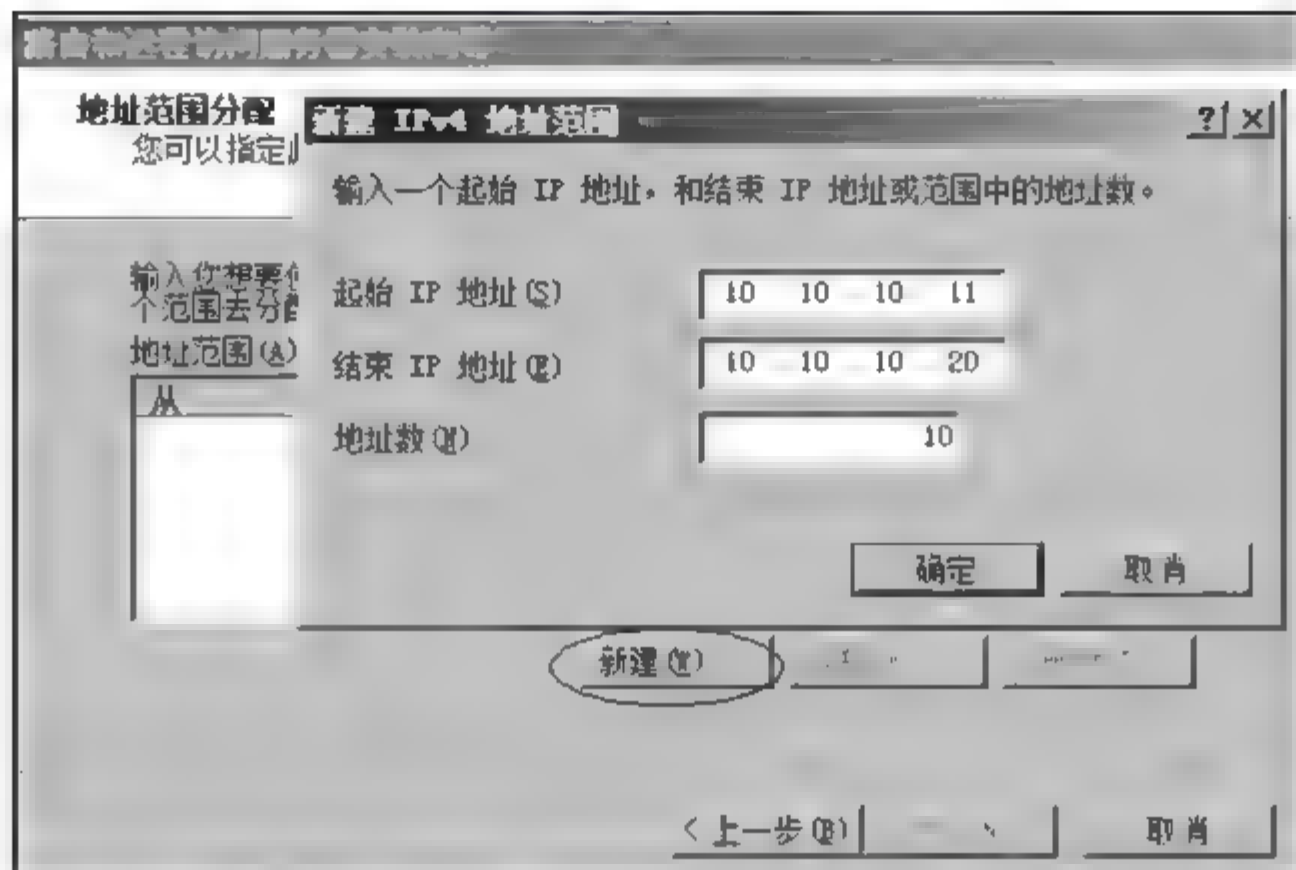 地址范围分配
您可以指定
新建 IPv4 地址范围
输入一个起始 IP 地址，和结束 IP 地址或范围中的地址数。
起始 IP 地址(S)
10 10 10 11
结束 IP 地址(E)
10 10 10 20
地址数(N)
10
确定
取消
输入您想要使
个范围去分配
地址范围(A)
从
新建(W)
< 上一步(B)
取消